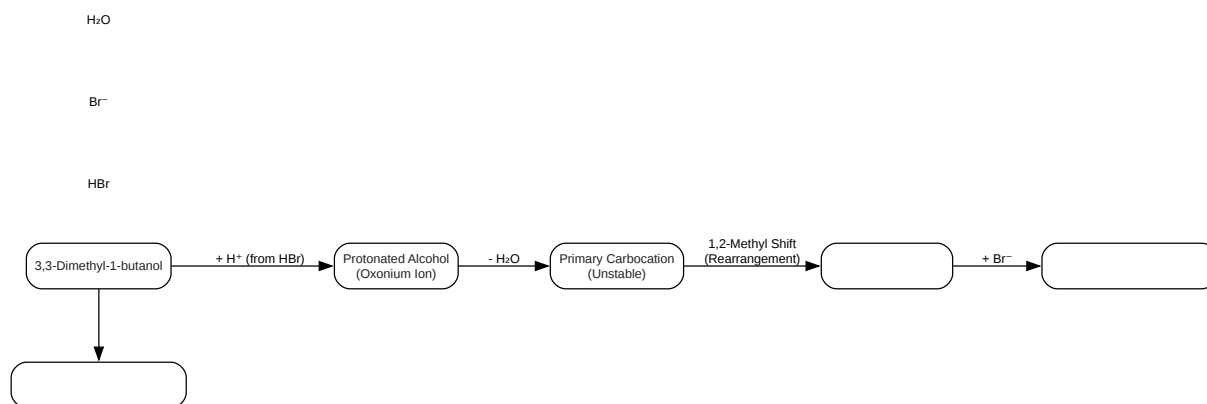 H₂O
Br⁻
HBr
3,3-Dimethyl-1-butanol
+ H⁺ (from HBr)
Protonated Alcohol
(Oxonium Ion)
- H₂O
Primary Carbocation
(Unstable)
1,2-Methyl Shift
(Rearrangement)
+ Br⁻